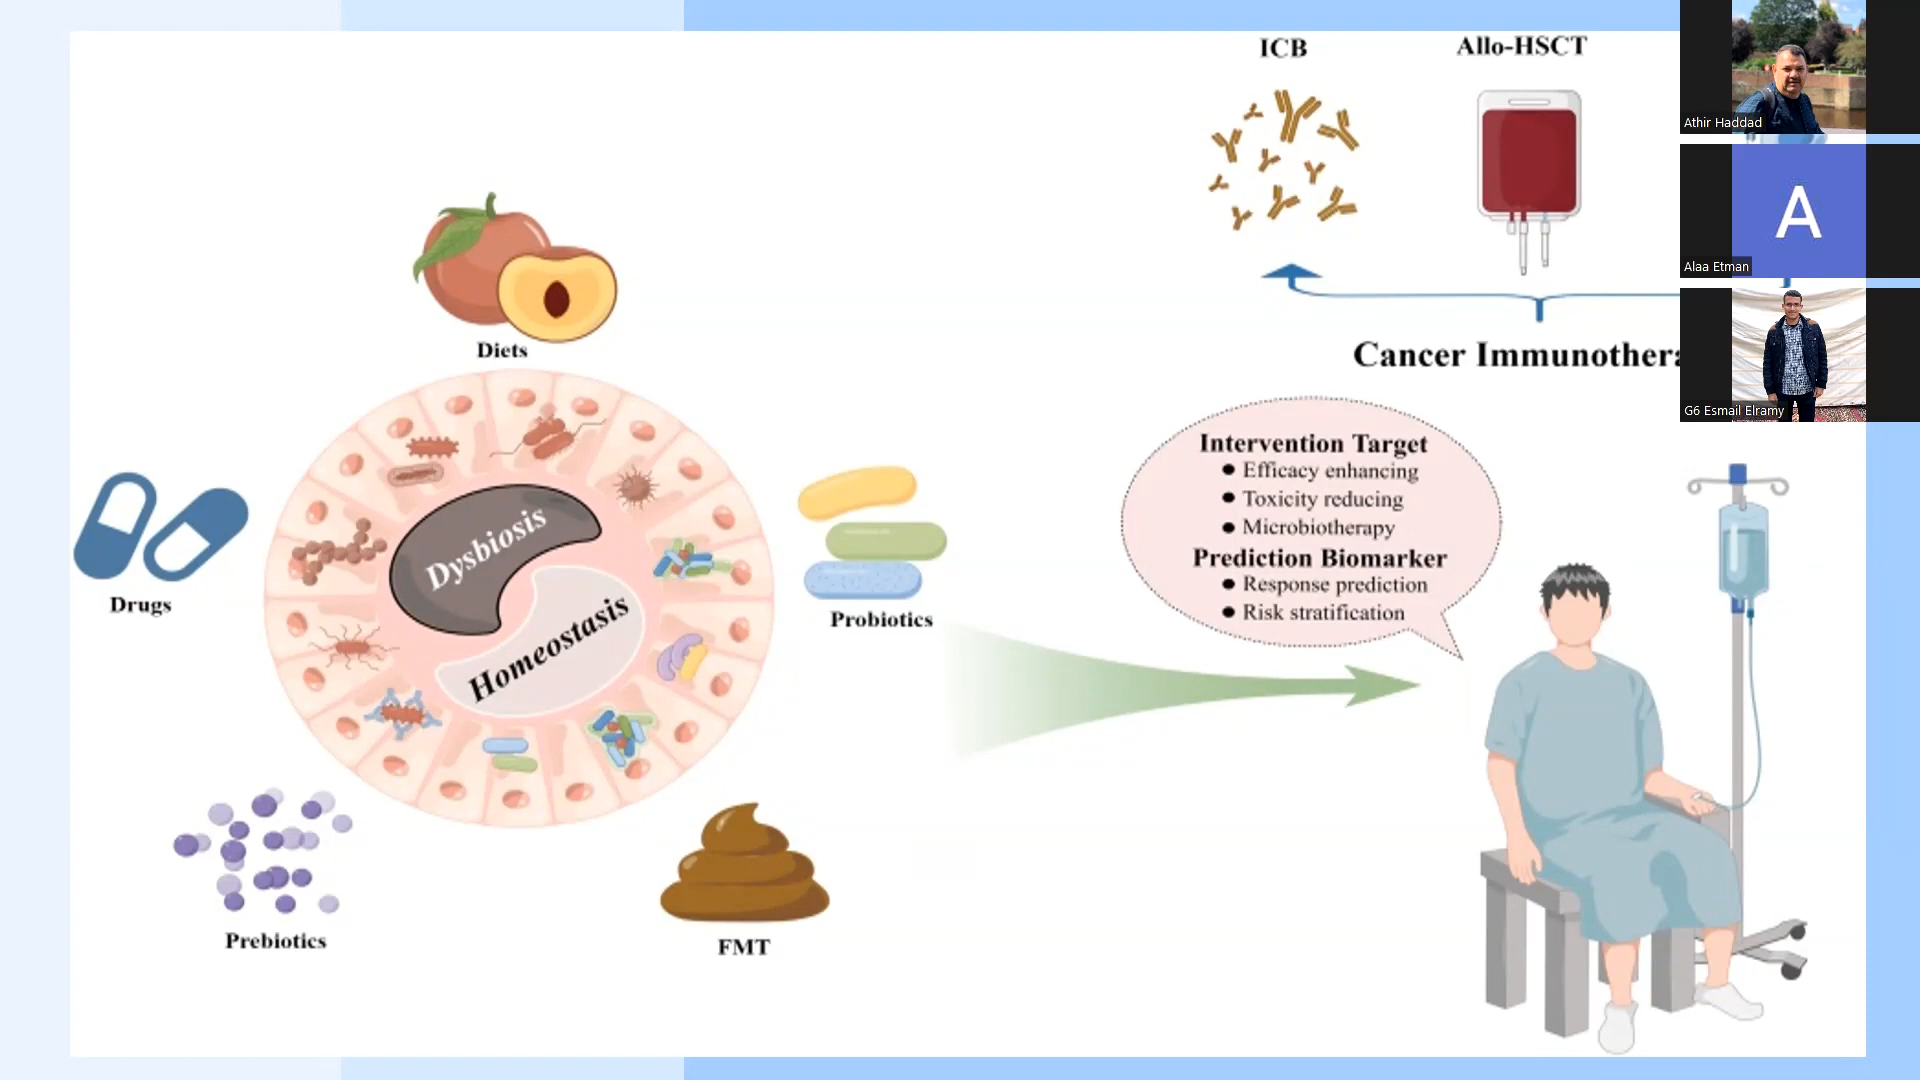 ICB
Allo-HSCT
Athir Haddad
A
Alaa Etman
G6 Esmail Elramy
Diets
Cancer Immunothera
Intervention Target
● Efficacy enhancing
● Toxicity reducing
● Microbiotherapy
Prediction Biomarker
● Response prediction
● Risk stratification
Drugs
Dysbiosis
Homeostasis
Probiotics
Prebiotics
FMT